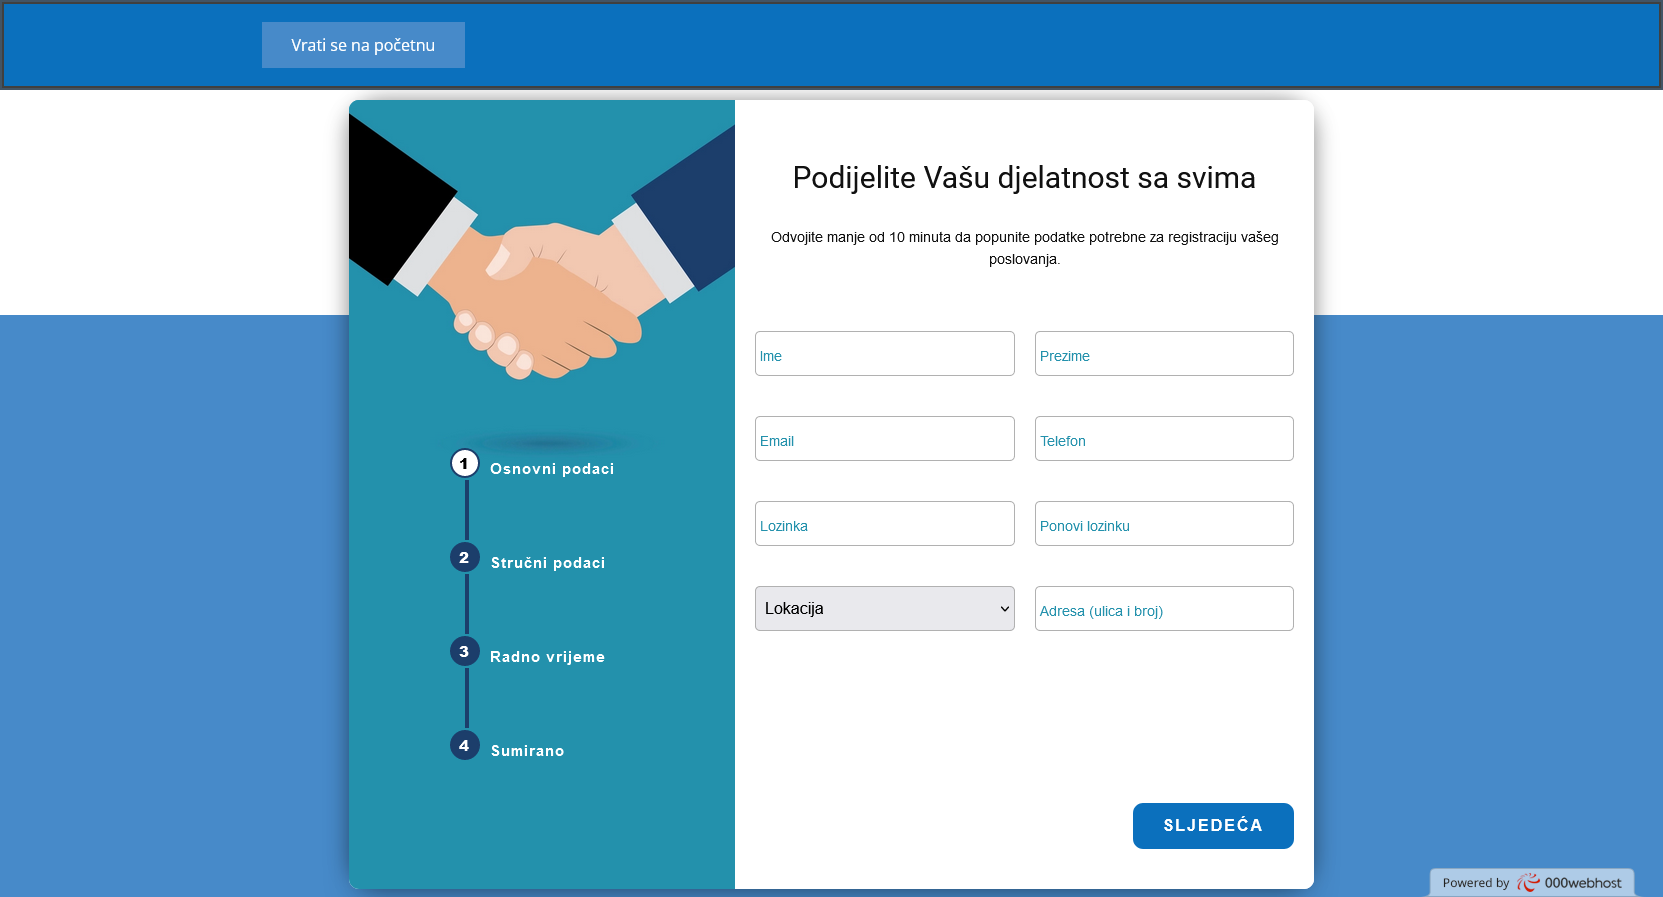 Vrati se na početnu
Podijelite Vašu djelatnost sa svima
Odvojite manje od 10 minuta da popunite podatke potrebne za registraciju vašeg
poslovanja.
Ime
Prezime
Email
Telefon
Lozinka
Ponovi lozinku
Lokacija
Adresa (ulica i broj)
1 Osnovni podaci
2 Stručni podaci
3 Radno vrijeme
4 Sumirano
SLJEDEĆA
Powered by 000webhost